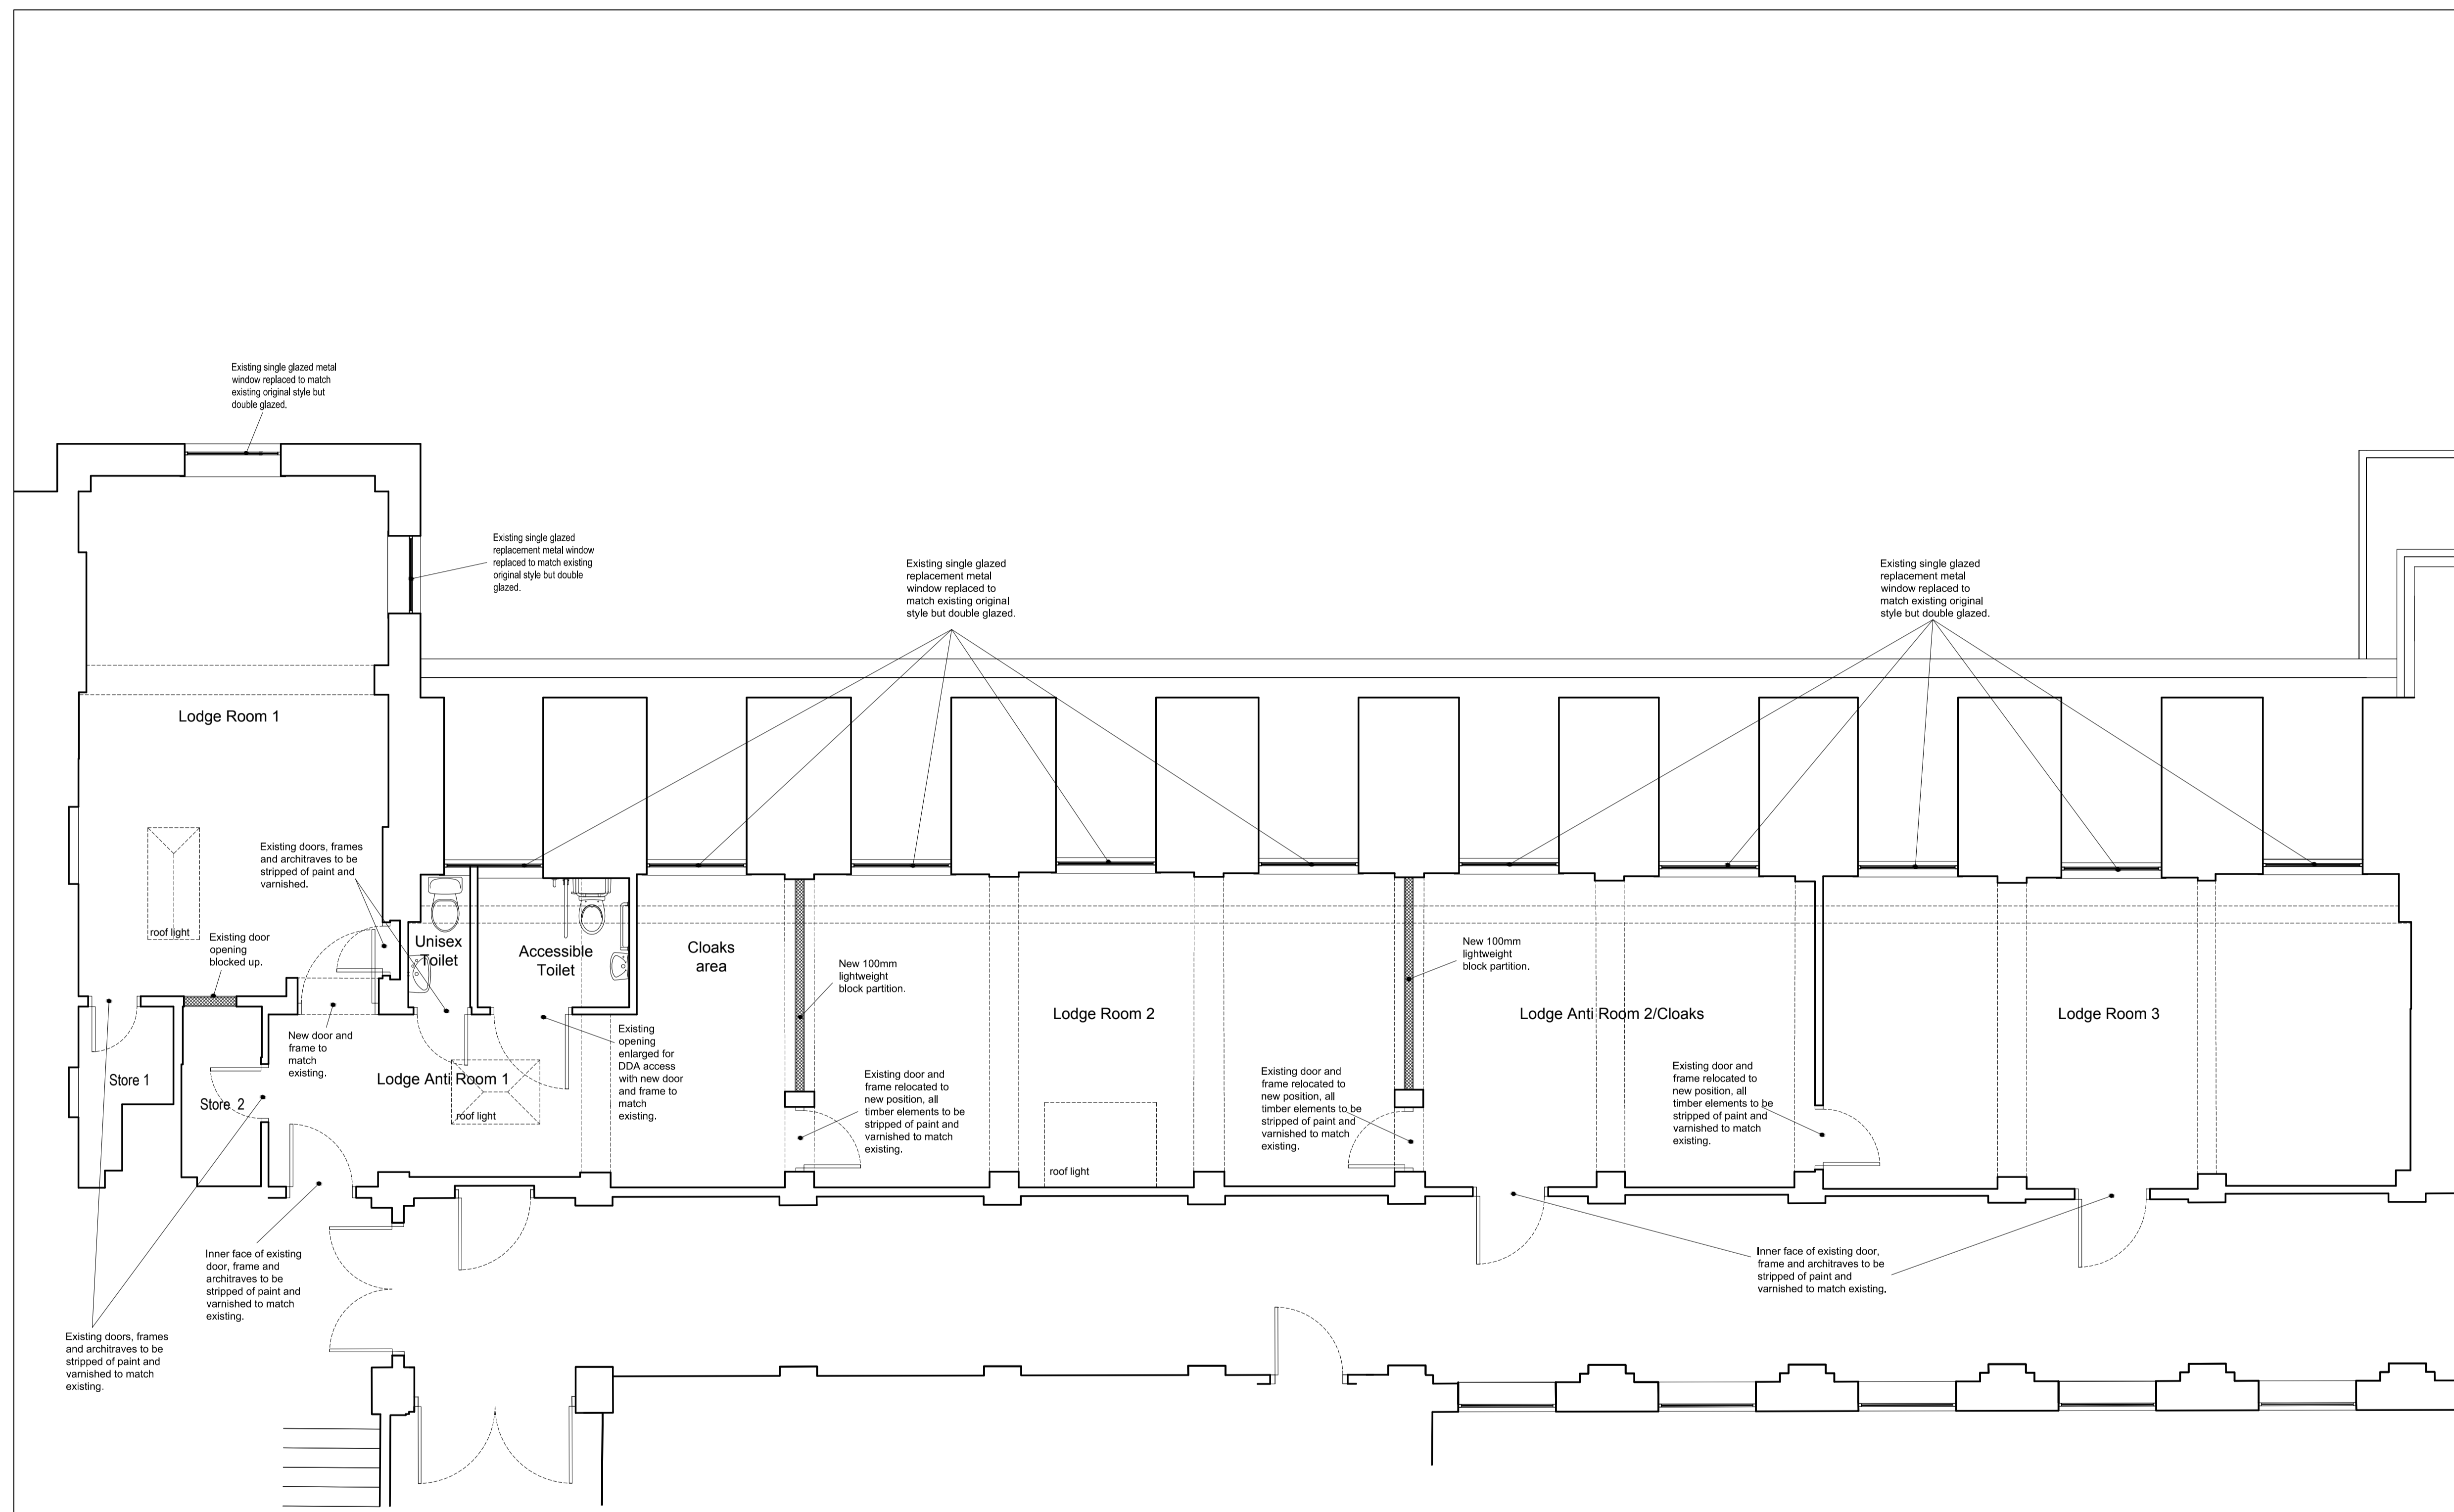 Existing single glazed metal
window replaced to match
existing original style but
double glazed.
Existing single glazed
replacement metal window
replaced to match existing
original style but double
glazed.
Existing single glazed
replacement metal
window replaced to
match existing original
style but double glazed.
Existing single glazed
replacement metal
window replaced to
match existing original
style but double glazed.
Lodge Room 1
Existing doors, frames
and architraves to be
stripped of paint and
varnished.
roof light
Existing door
opening
blocked up.
Unisex
Toilet
Accessible
Toilet
Cloaks
area
New 100mm
lightweight
block partition.
Lodge Room 2
New 100mm
lightweight
block partition.
Lodge Anti Room 2/Cloaks
Lodge Room 3
New door and
frame to
match
existing.
Existing
opening
enlarged for
DDA access
with new door
and frame to
match
existing.
Store 1
Store 2
Lodge Anti Room 1
roof light
Existing door and
frame relocated to
new position, all
timber elements to be
stripped of paint and
varnished to match
existing.
roof light
Existing door and
frame relocated to
new position, all
timber elements to be
stripped of paint and
varnished to match
existing.
Existing door and
frame relocated to
new position, all
timber elements to be
stripped of paint and
varnished to match
existing.
Inner face of existing
door, frame and
architraves to be
stripped of paint and
varnished to match
existing.
Inner face of existing door,
frame and architraves to be
stripped of paint and
varnished to match existing.
Existing doors, frames
and architraves to be
stripped of paint and
varnished to match
existing.